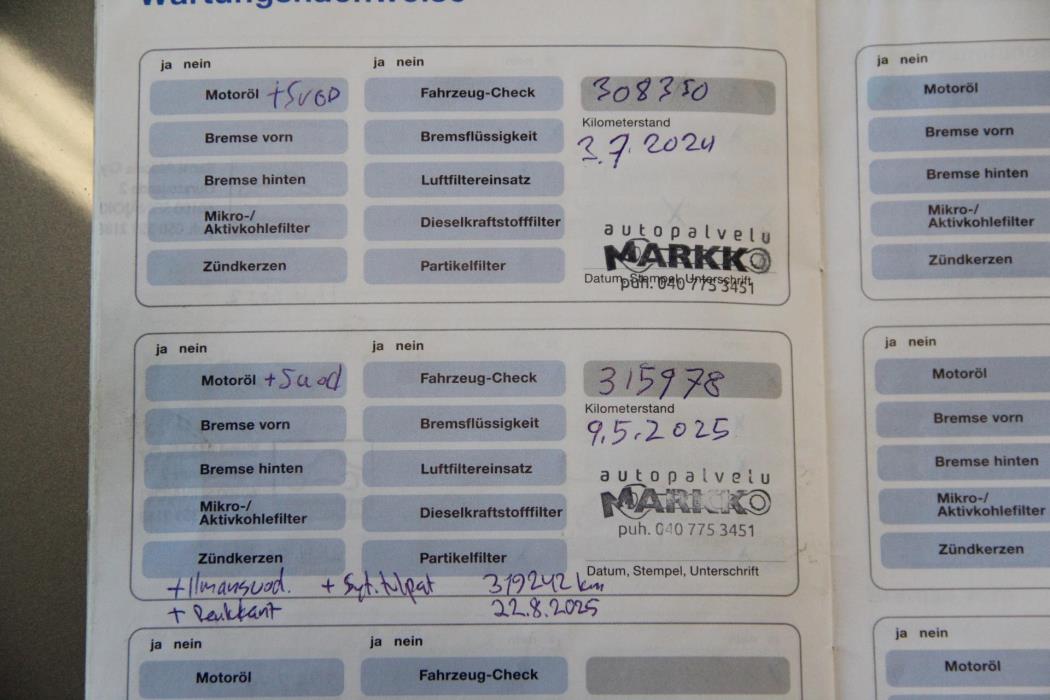 Wartungsnachweise
ja nein
ja nein
Motoröl +Suod
Fahrzeug-Check
308350
Kilometerstand
Bremse vorn
Bremsflüssigkeit
3.7.2024
Bremse hinten
Luftfiltereinsatz
Mikro-/
Aktivkohlefilter
Dieselkraftstofffilter
autopalvelu
MARKKO
Zündkerzen
Partikelfilter
Datum, Stempel, Unterschrift
puh. 040 775 3451
ja nein
ja nein
Motoröl +Suod
Fahrzeug-Check
315978
Kilometerstand
Bremse vorn
Bremsflüssigkeit
9.5.2025
Bremse hinten
Luftfiltereinsatz
autopalvelu
MARKKO
Mikro-/
Aktivkohlefilter
Dieselkraftstofffilter
puh. 040 775 3451
Zündkerzen
Partikelfilter
Datum, Stempel, Unterschrift
+Ilmansuod. + Syt.tulpat 319242 km
+ 22.8.2025
ja nein
ja nein
Motoröl
Fahrzeug-Check
ja nein
Motoröl
Bremse vorn
Bremse hinten
Mikro-/
Aktivkohlefilter
Zündkerzen
ja nein
Motoröl
Bremse vorn
Bremse hinten
Mikro-/
Aktivkohlefilter
Zündkerzen
ja nein
Motoröl